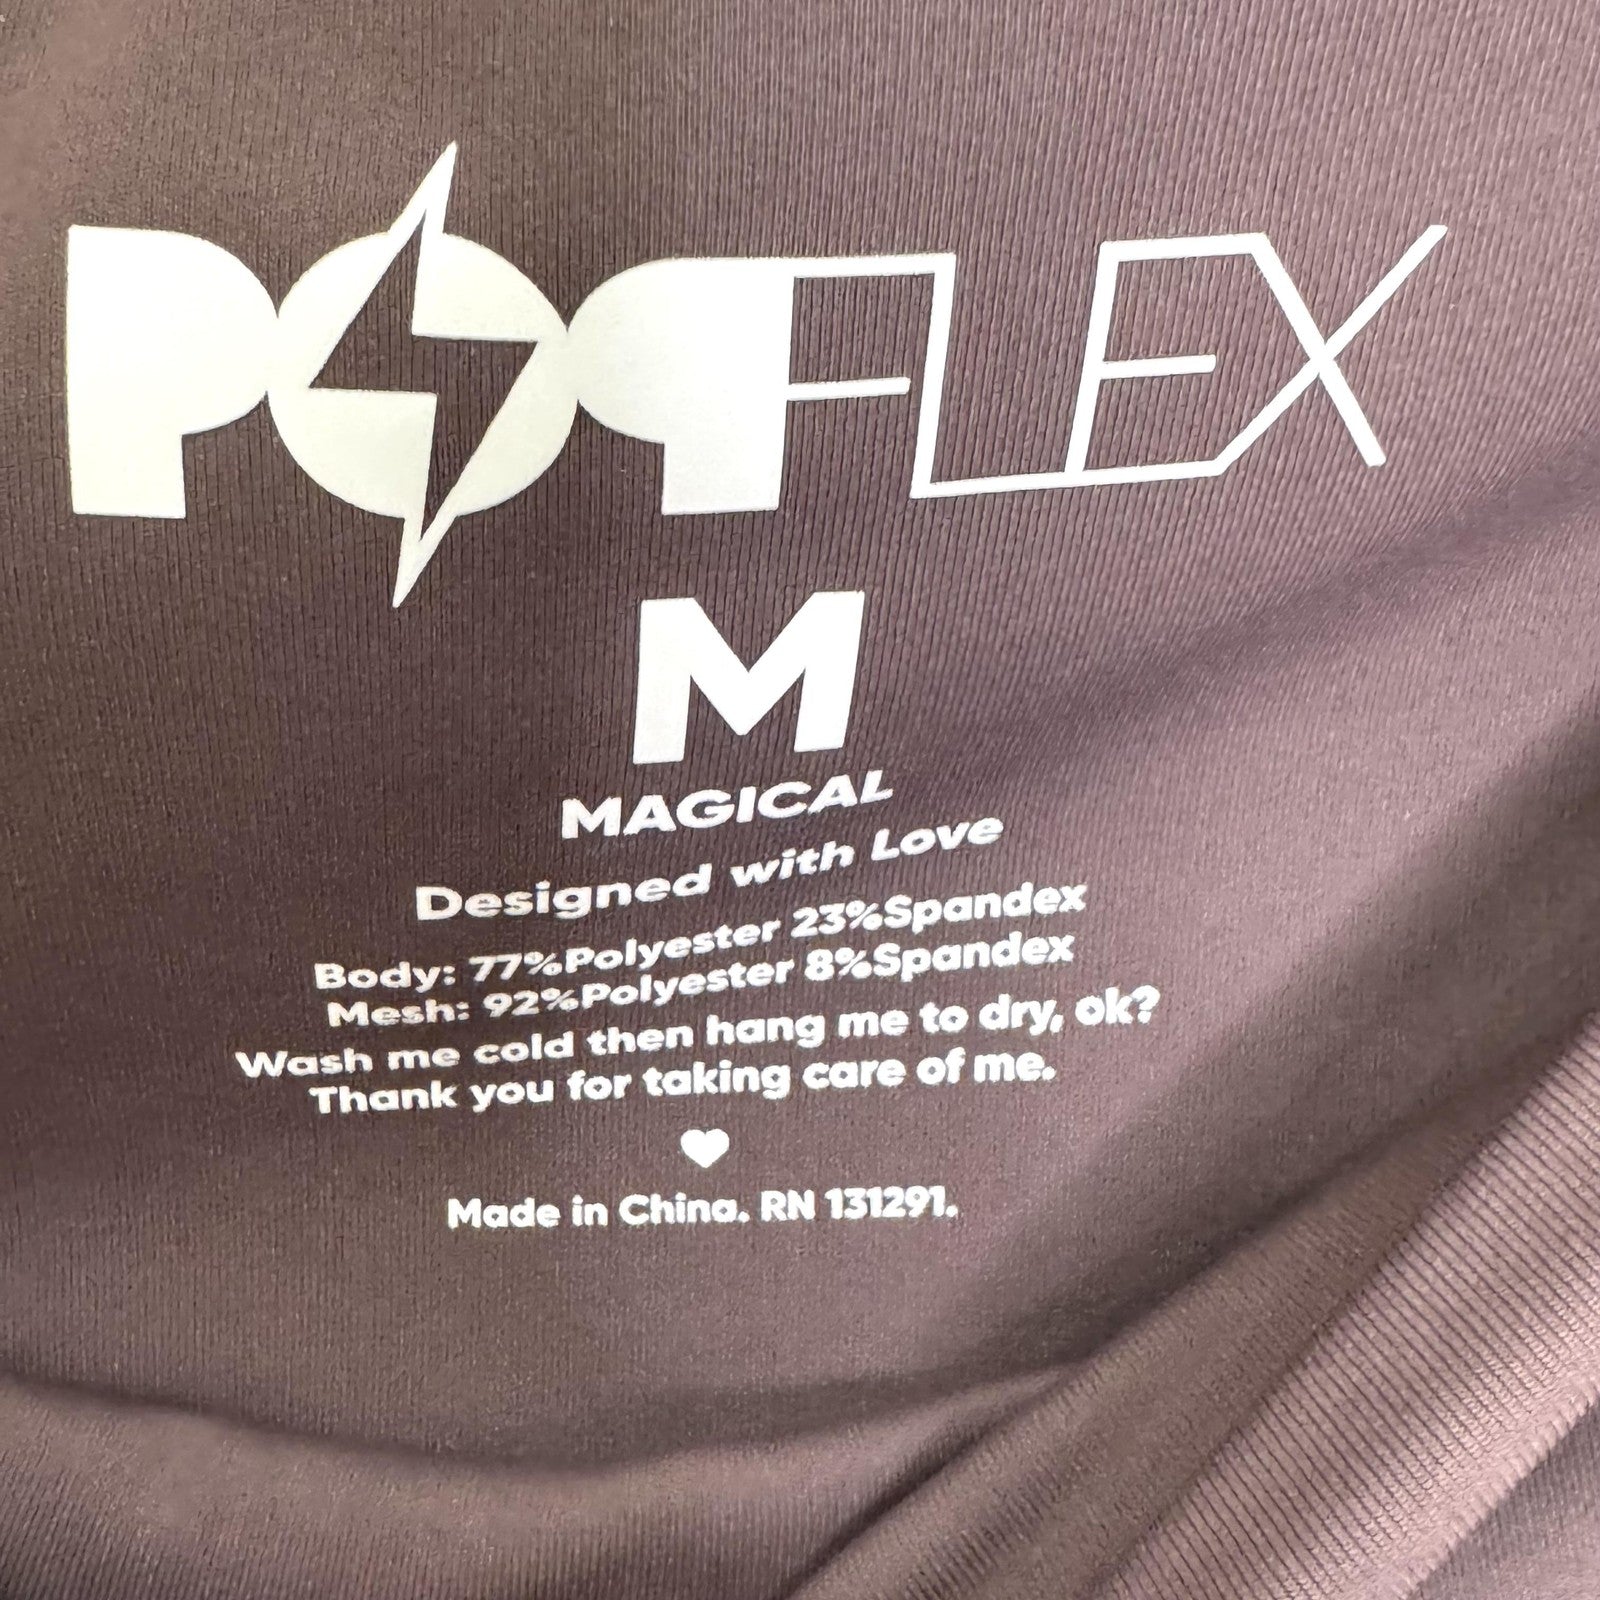 POPFLEX
M
MAGICAL
Designed with Love
Body: 77%Polyester 23%Spandex
Mesh: 92%Polyester 8%Spandex
Wash me cold then hang me to dry, ok?
Thank you for taking care of me.
Made in China. RN 131291.